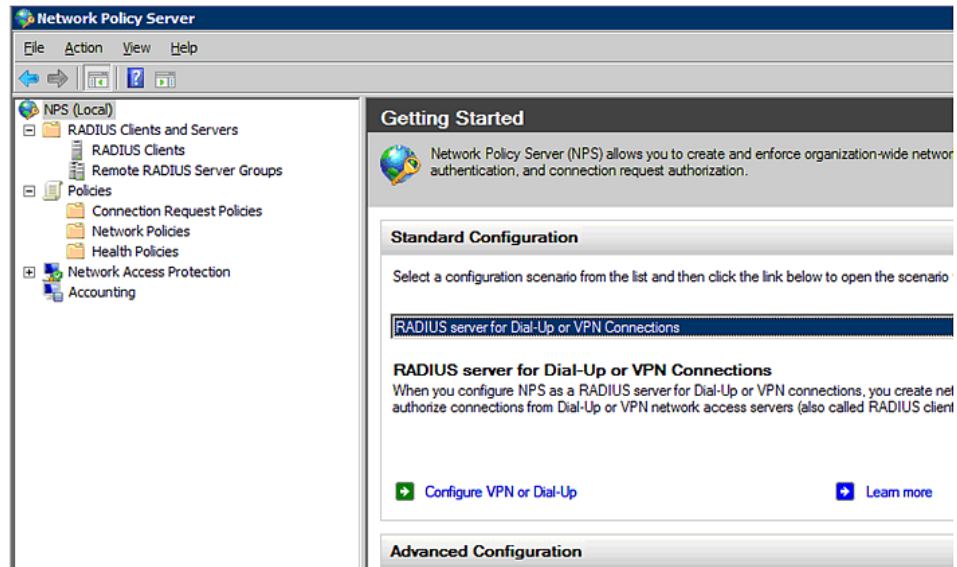 Network Policy Server
File Action View Help
NPS (Local)
RADIUS Clients and Servers
RADIUS Clients
Remote RADIUS Server Groups
Policies
Connection Request Policies
Network Policies
Health Policies
Network Access Protection
Accounting
Getting Started
Network Policy Server (NPS) allows you to create and enforce organization-wide networ
authentication, and connection request authorization.
Standard Configuration
Select a configuration scenario from the list and then click the link below to open the scenario
RADIUS server for Dial-Up or VPN Connections
RADIUS server for Dial-Up or VPN Connections
When you configure NPS as a RADIUS server for Dial-Up or VPN connections, you create net
authorize connections from Dial-Up or VPN network access servers (also called RADIUS client
Configure VPN or Dial-Up
Learn more
Advanced Configuration